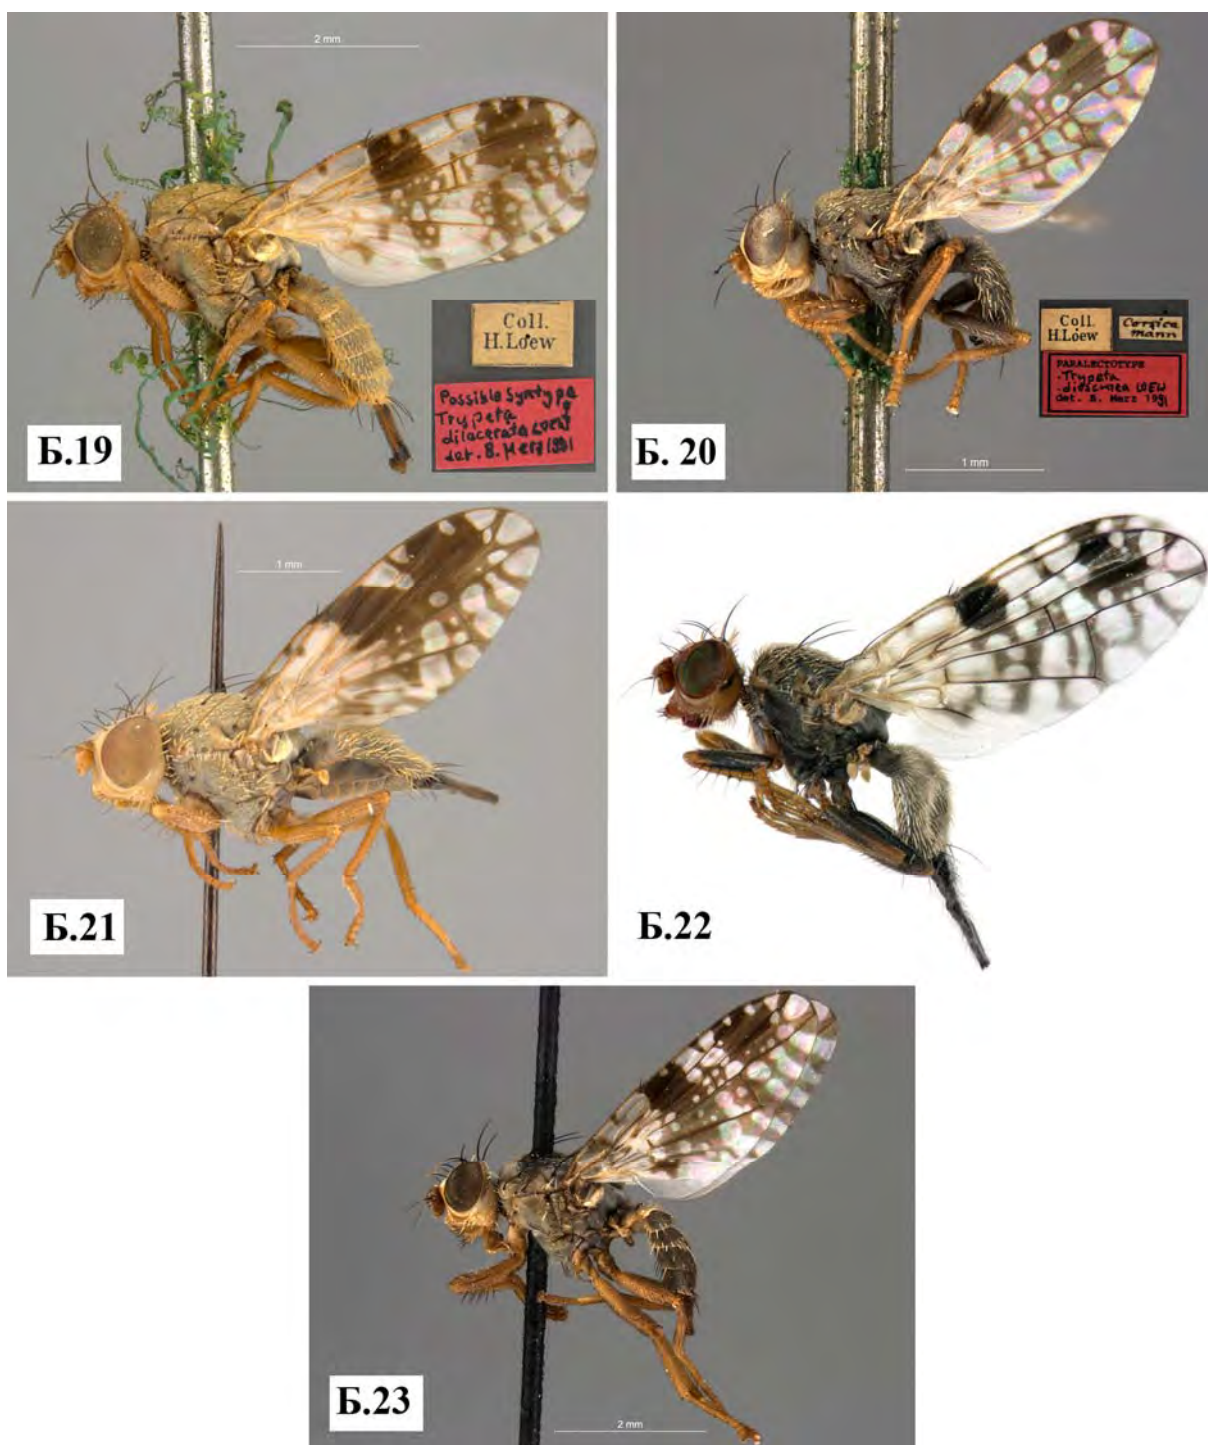 2 mm
Coll.
H.Loew
Possible Syntype
Trypeta
dilacerata LOEW
det. B. Merz 1991
Б.19
Coll.
H.Loew
Corsica
mann
PARALECTOTYPE
Trypeta
LOEW
det. B. Merz 1991
1 mm
Б. 20
1 mm
Б.21
Б.22
2 mm
Б.23